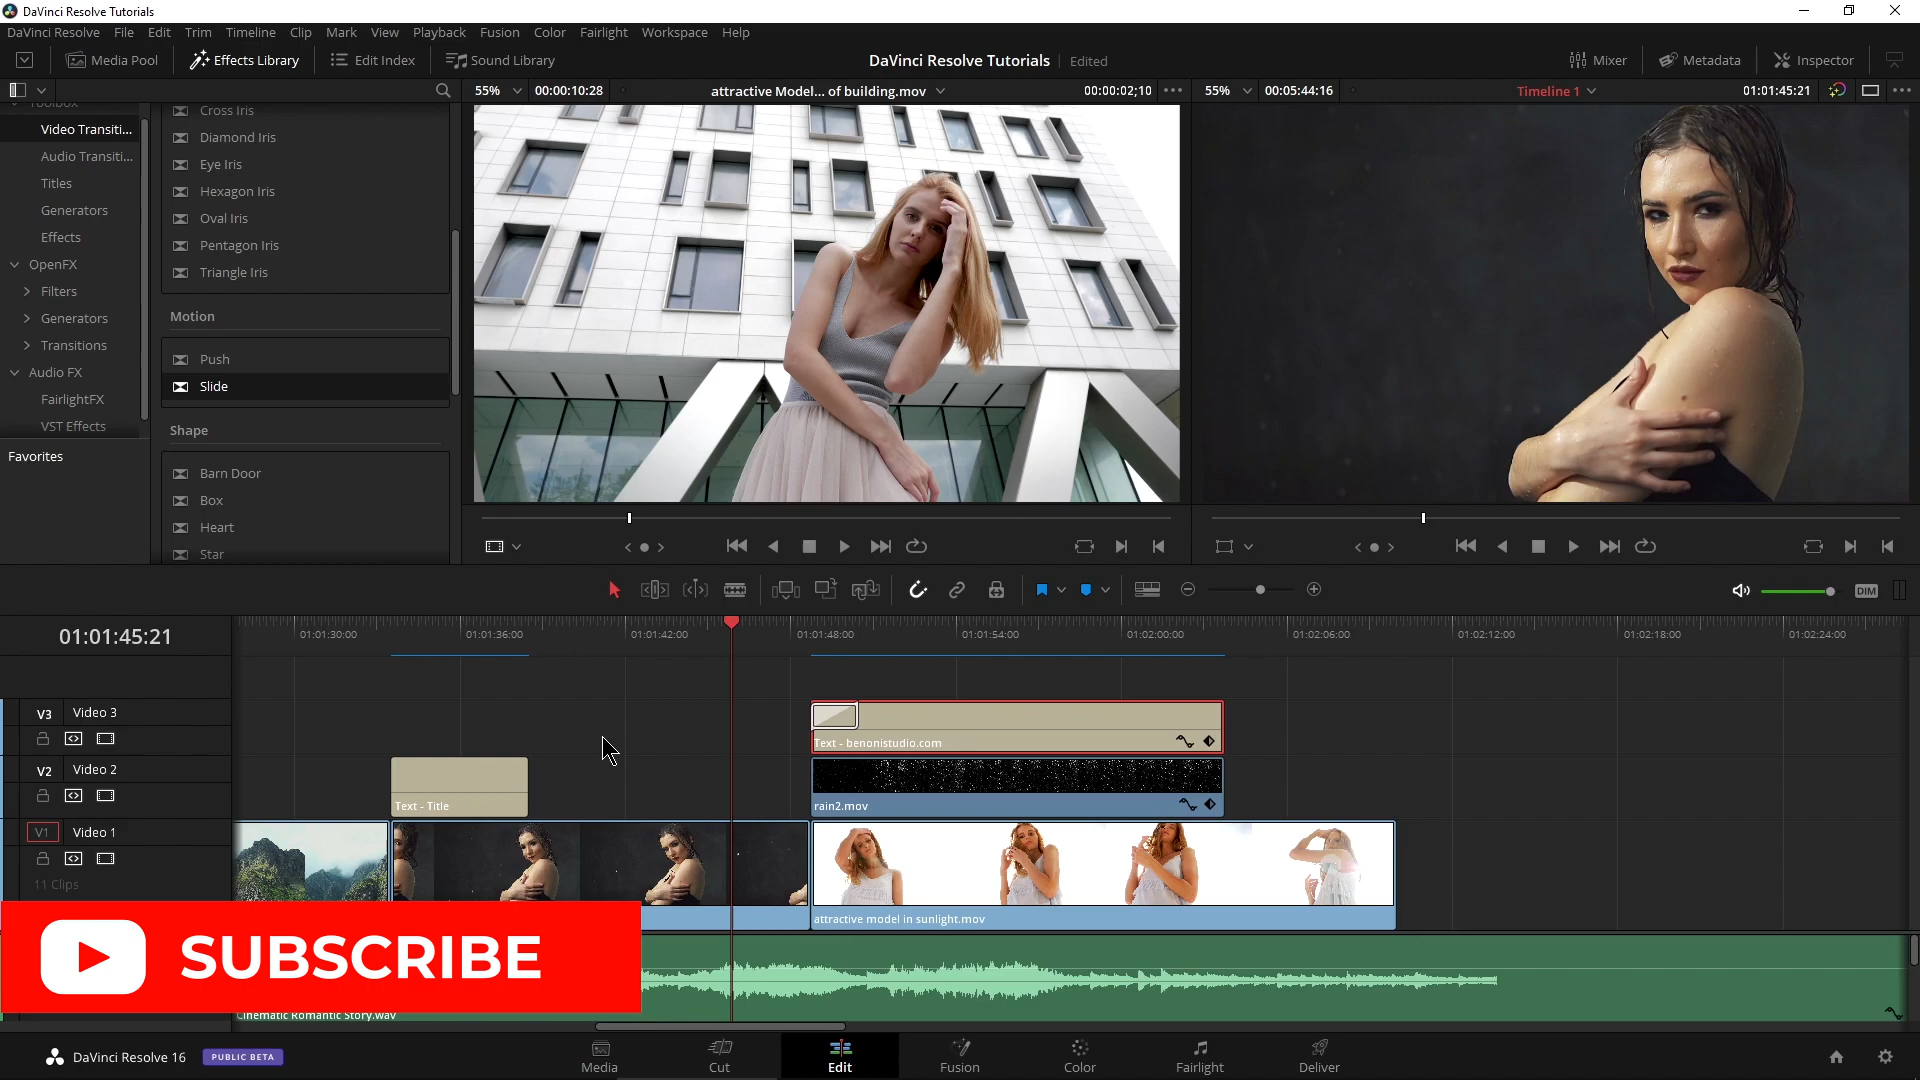 DaVinci Resolve Tutorials
DaVinci Resolve File Edit Trim Timeline Clip Mark View Playback Fusion Color Fairlight Workspace Help
Media Pool Effects Library Edit Index Sound Library DaVinci Resolve Tutorials Edited Mixer Metadata Inspector
55% 00:00:10:28 attractive Model... of building.mov 00:00:02;10 55% 00:05:44:16 Timeline 1 01:01:45:21
Toolbox
Video Transiti...
Audio Transiti...
Titles
Generators
Effects
OpenFX
Filters
Generators
Transitions
Audio FX
FairlightFX
VST Effects
Favorites
Cross Iris
Diamond Iris
Eye Iris
Hexagon Iris
Oval Iris
Pentagon Iris
Triangle Iris
Motion
Push
Slide
Shape
Barn Door
Box
Heart
Star
DIM
01:01:45:21
01:01:30:00 01:01:36:00 01:01:42:00 01:01:48:00 01:01:54:00 01:02:00:00 01:02:06:00 01:02:12:00 01:02:18:00 01:02:24:00
V3 Video 3
Text - benonistudio.com
V2 Video 2
Text - Title
rain2.mov
V1 Video 1
11 Clips
attractive model in sunlight.mov
SUBSCRIBE
Cinematic Romantic Story.wav
DaVinci Resolve 16 PUBLIC BETA
Media Cut Edit Fusion Color Fairlight Deliver